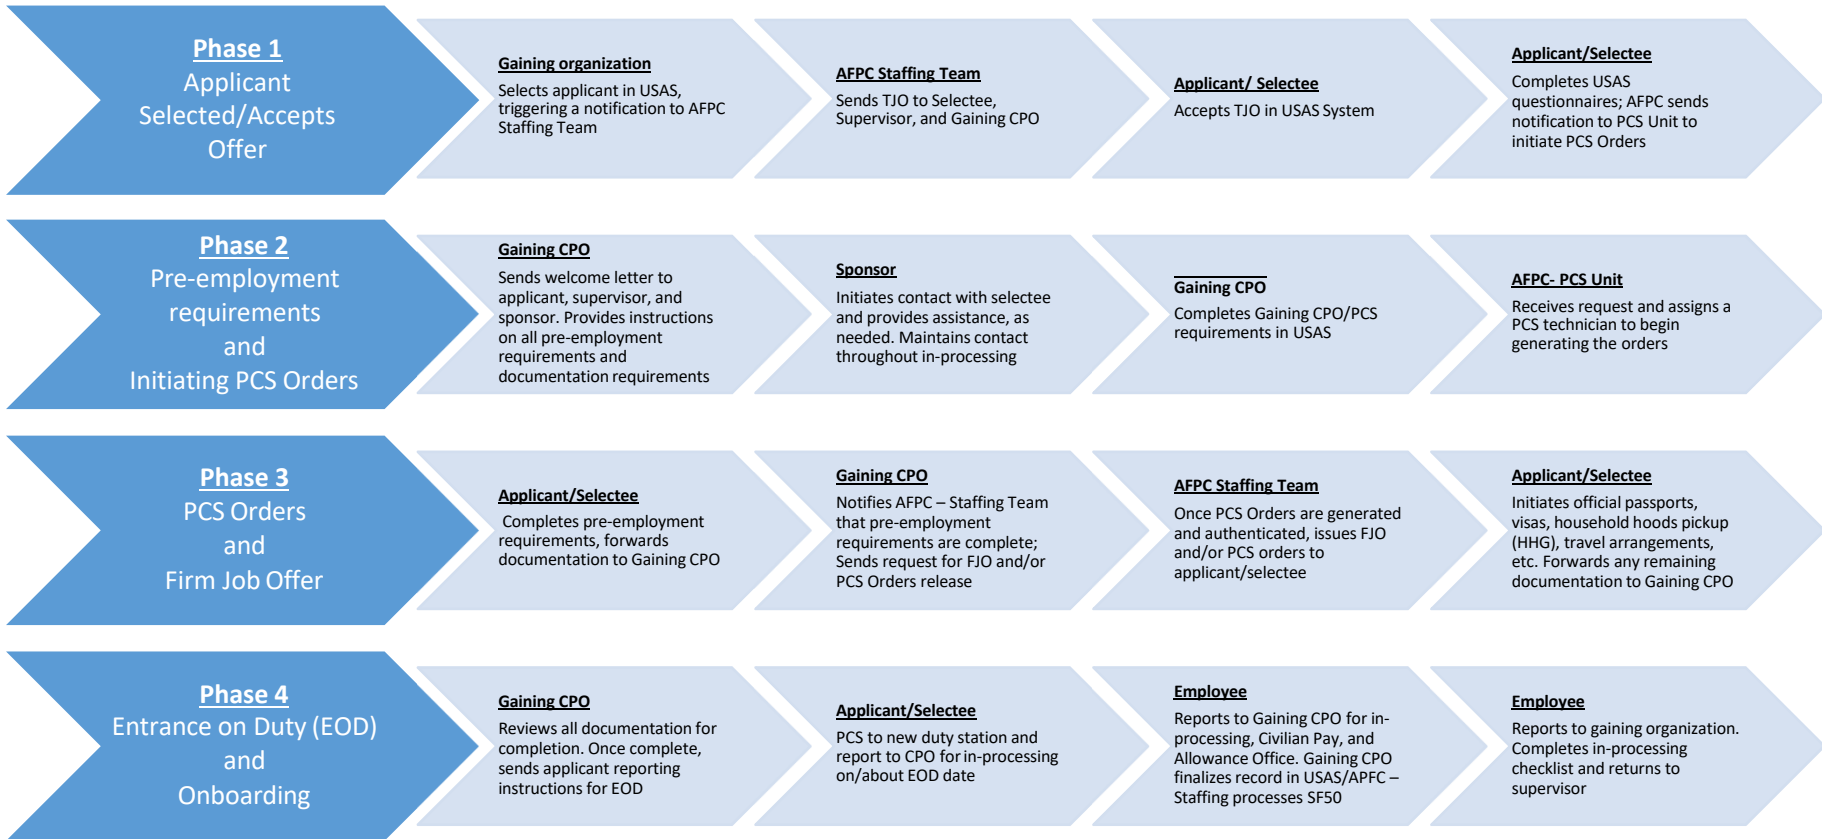 Phase 1
Applicant
Selected/Accepts
Offer
Gaining organization
Selects applicant in USAS,
triggering a notification to AFPC
Staffing Team
AFPC Staffing Team
Sends TJO to Selectee,
Supervisor, and Gaining CPO
Applicant/ Selectee
Accepts TJO in USAS System
Applicant/Selectee
Completes USAS
questionnaires; AFPC sends
notification to PCS Unit to
initiate PCS Orders
Phase 2
Pre-employment
requirements
and
Initiating PCS Orders
Gaining CPO
Sends welcome letter to
applicant, supervisor, and
sponsor. Provides instructions
on all pre-employment
requirements and
documentation requirements
Sponsor
Initiates contact with selectee
and provides assistance, as
needed. Maintains contact
throughout in-processing
Gaining CPO
Completes Gaining CPO/PCS
requirements in USAS
AFPC- PCS Unit
Receives request and assigns a
PCS technician to begin
generating the orders
Phase 3
PCS Orders
and
Firm Job Offer
Applicant/Selectee
Completes pre-employment
requirements, forwards
documentation to Gaining CPO
Gaining CPO
Notifies AFPC – Staffing Team
that pre-employment
requirements are complete;
Sends request for FJO and/or
PCS Orders release
AFPC Staffing Team
Once PCS Orders are generated
and authenticated, issues FJO
and/or PCS orders to
applicant/selectee
Applicant/Selectee
Initiates official passports,
visas, household hoods pickup
(HHG), travel arrangements,
etc. Forwards any remaining
documentation to Gaining CPO
Phase 4
Entrance on Duty (EOD)
and
Onboarding
Gaining CPO
Reviews all documentation for
completion. Once complete,
sends applicant reporting
instructions for EOD
Applicant/Selectee
PCS to new duty station and
report to CPO for in-processing
on/about EOD date
Employee
Reports to Gaining CPO for in-
processing, Civilian Pay, and
Allowance Office. Gaining CPO
finalizes record in USAS/APFC –
Staffing processes SF50
Employee
Reports to gaining organization.
Completes in-processing
checklist and returns to
supervisor